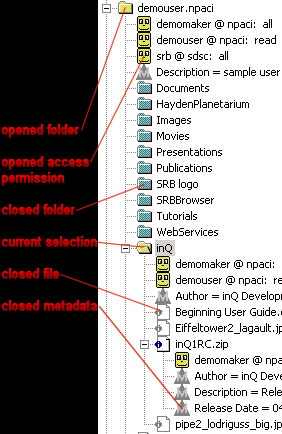 demouser.npaci
demomaker @ npaci: all
demouser @ npaci: read
srb @ sdsc: all
Description = sample user
Documents
HaydenPlanetarium
Images
Movies
Presentations
Publications
SRB logo
SRBBrowser
Tutorials
WebServices
inQ
demomaker @ npaci:
demouser @ npaci: r
Author = inQ Develop
Beginning User Guide.
Eiffeltower2_lagault.jp
inQ1RC.zip
demomaker @ np
Author = inQ Deve
Description = Rele
Release Date = 04
pipe2_lodriguss_big.jp
opened folder
opened access
permission
closed folder
current selection
closed file
closed metadata